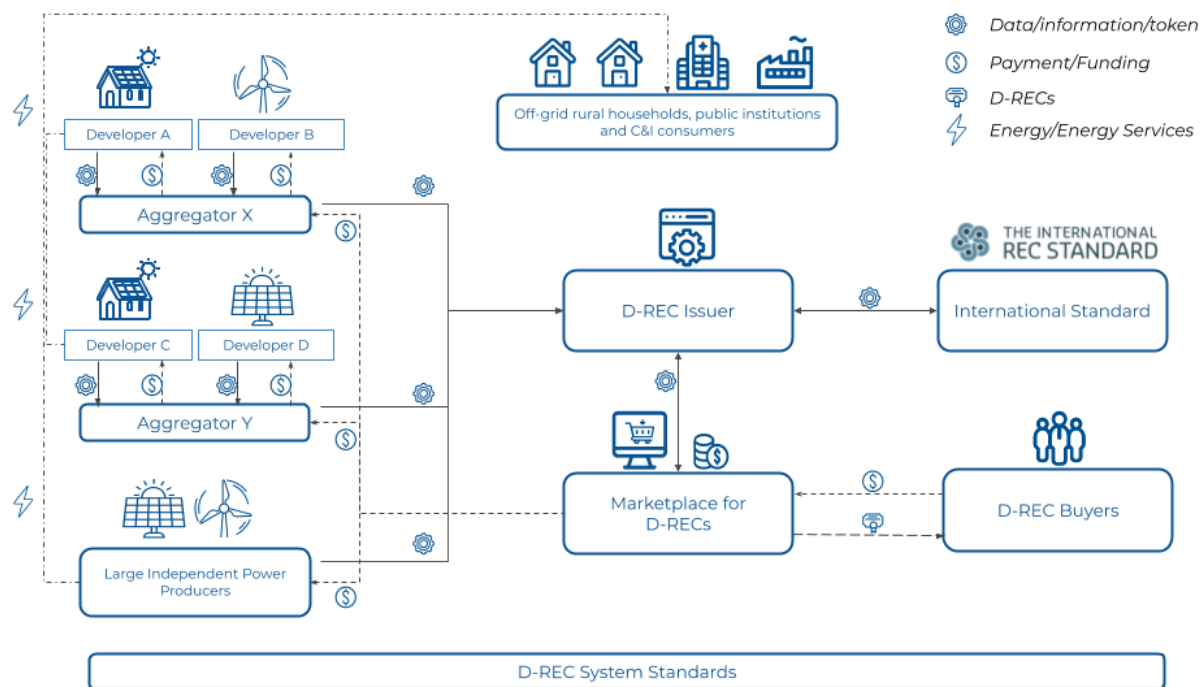 Data/information/token
Payment/Funding
D-RECs
Energy/Energy Services
Off-grid rural households, public institutions
and C&I consumers
Developer A
Developer B
Aggregator X
THE INTERNATIONAL
REC STANDARD
D-REC Issuer
International Standard
Developer C
Developer D
Aggregator Y
Marketplace for
D-RECs
D-REC Buyers
Large Independent Power
Producers
D-REC System Standards